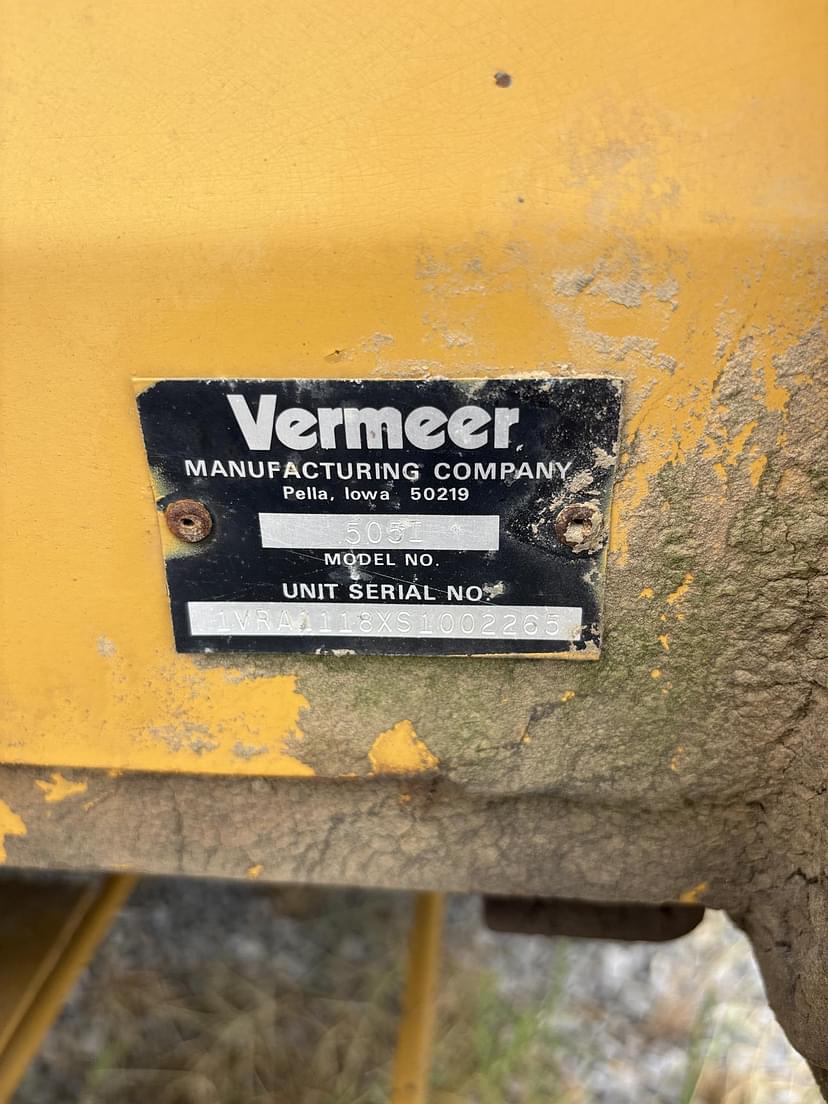 Vermeer
MANUFACTURING COMPANY
Pella, Iowa 50219
505I
MODEL NO.
UNIT SERIAL NO.
1VRA1118XS1002265